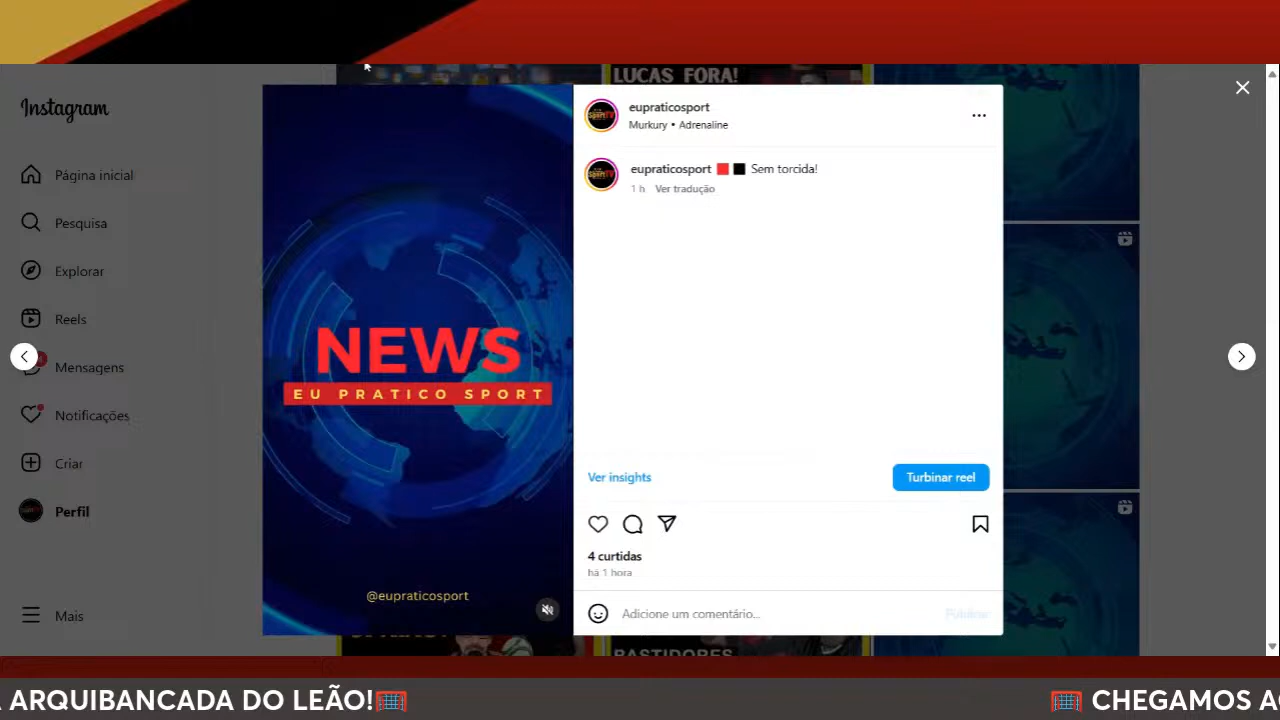 LUCAS FORA!
Instagram
Página inicial
Pesquisa
Explorar
Reels
Mensagens
Notificações
Criar
Perfil
Mais
NEWS
EU PRATICO SPORT
@eupraticosport
eupraticosport
Murkury • Adrenaline
eupraticosport 🟥⬛ Sem torcida!
1 h Ver tradução
Ver insights
Turbinar reel
4 curtidas
há 1 hora
Adicione um comentário...
Publicar
BASTIDORES
ARQUIBANCADA DO LEÃO!🥅
🥅 CHEGAMOS